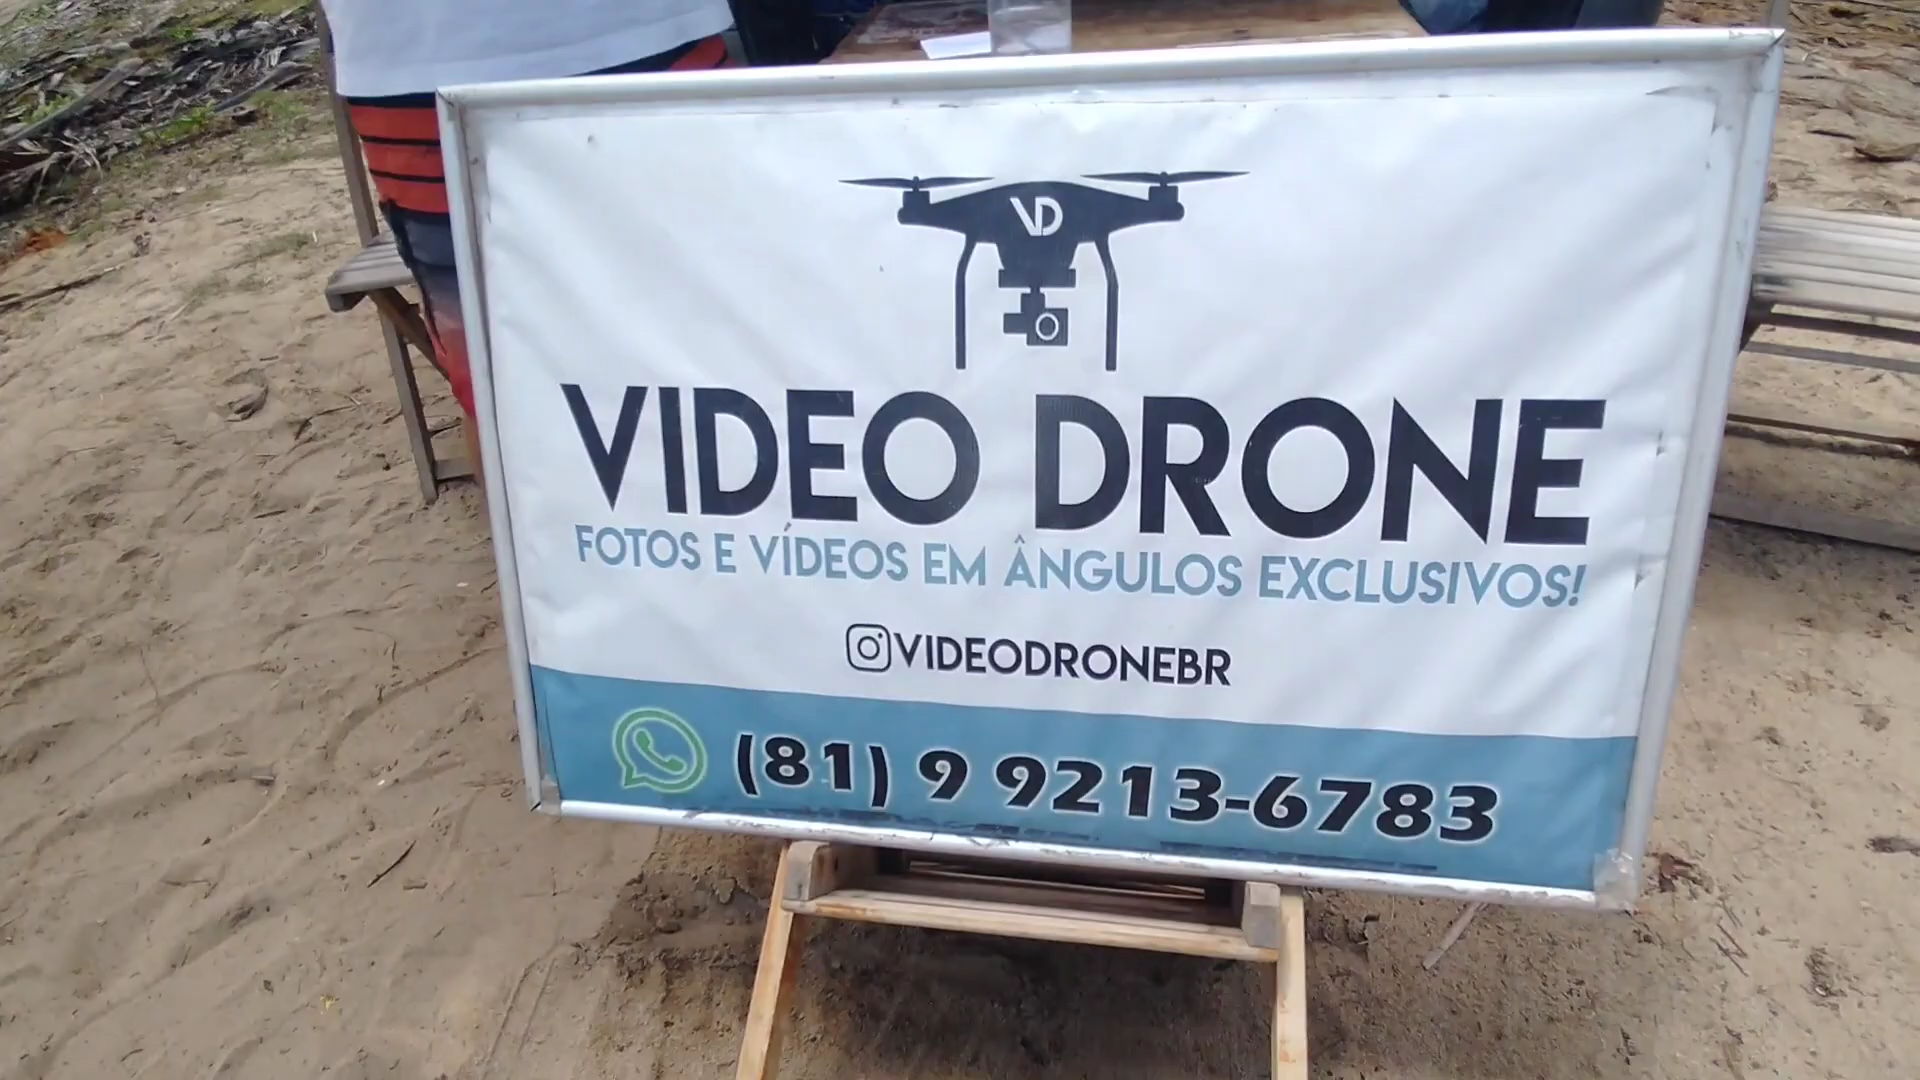 VD
VIDEO DRONE
FOTOS E VÍDEOS EM ÂNGULOS EXCLUSIVOS!
VIDEODRONEBR
(81) 9 9213-6783